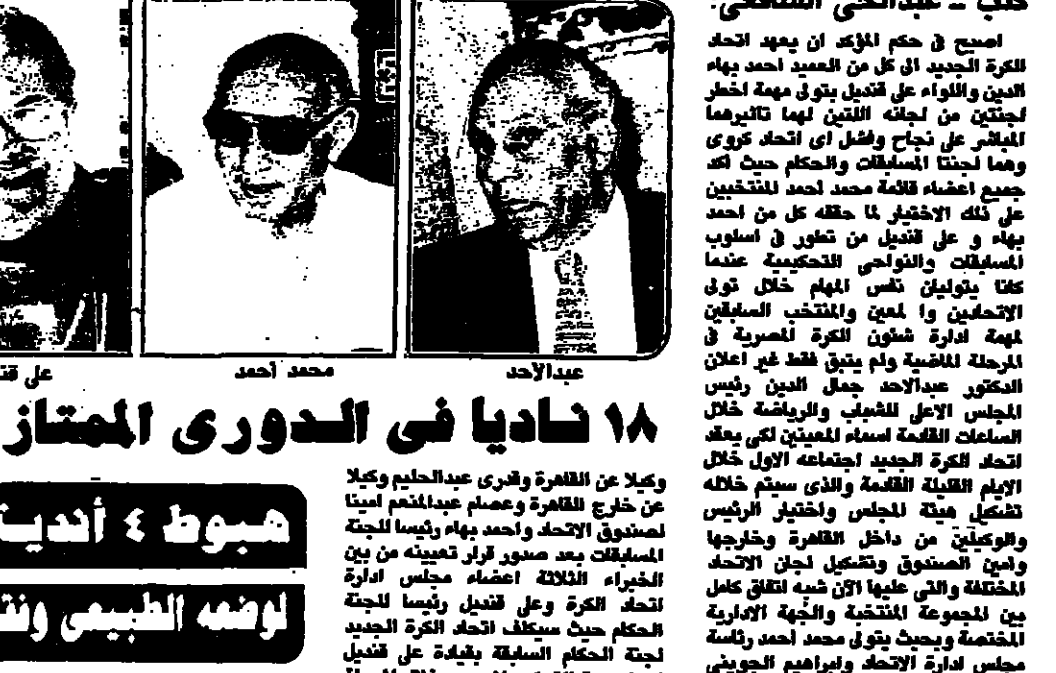 كتب ــ عبدالحى الشافعى:
اصبح فى حكم المؤكد ان يعهد اتحاد
الكرة الجديد الى كل من العميد احمد بهاء
الدين واللواء على قنديل بتولى مهمة اخطر
لجنتين من لجانه اللتين لهما تاثيرهما
المباشر على نجاح وفشل اى اتحاد كروى
وهما لجنتا المسابقات والحكام حيث اكد
جميع اعضاء قائمة محمد احمد المنتخبين
على ذلك الاختيار لما حققه كل من احمد
بهاء و على قنديل من تطور فى اسلوب
المسابقات والنواحى التحكيمية عندما
كانا يتوليان نفس المهام خلال تولى
الاتحادين وا لمعين والمنتخب السابقين
لمهمة ادارة شئون الكرة المصرية فى
المرحلة الماضية ولم يتبق فقط غير اعلان
الدكتور عبدالاحد جمال الدين رئيس
المجلس الاعلى للشباب والرياضة خلال
الساعات القادمة اسماء المعينين لكى يعقد
اتحاد الكرة الجديد اجتماعه الاول خلال
الايام القليلة القادمة والذى سيتم خلاله
تشكيل هيئة المجلس واختيار الرئيس
والوكيلين من داخل القاهرة وخارجها
وامين الصندوق وتشكيل لجان الاتحاد
المختلفة والتى عليها الآن شبه اتفاق كامل
بين المجموعة المنتخبة والجهة الادارية
المختصة وبحيث يتولى محمد احمد رئاسة
مجلس ادارة الاتحاد وابراهيم الجوينى
عبدالاحد
محمد أحمد
على
١٨ ناديا فى الدورى الممتاز
وكيلا عن القاهرة وقدرى عبدالحليم وكيلا
عن خارج القاهرة وعصام عبدالمنعم امينا
لصندوق الاتحاد واحمد بهاء رئيسا للجنة
المسابقات بعد صدور قرار تعيينه من بين
الخبراء الثلاثة اعضاء مجلس ادارة
اتحاد الكرة وعلى قنديل رئيسا للجنة
الحكام حيث سيكلف اتحاد الكرة الجديد
لجنة الحكام السابقة بقيادة على قنديل
هبوط ٤ أندية
لوضعه الطبيعى